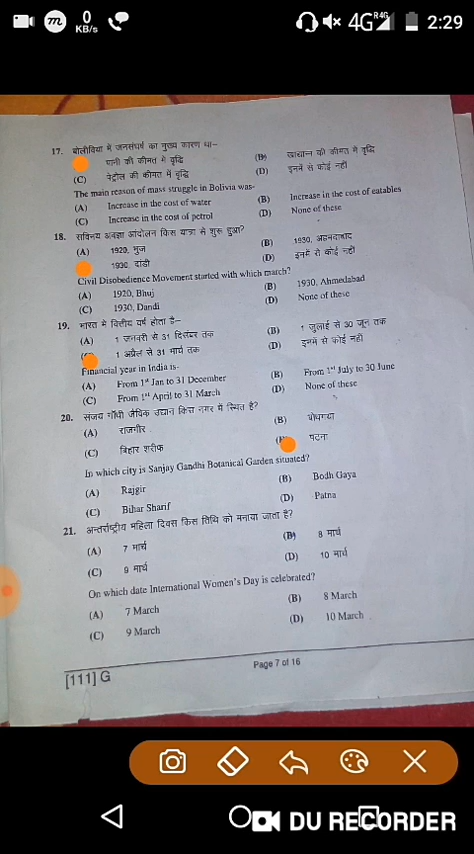 m 0 KB/s 4G R4G 2:29
17. बोलीविया में जनसंघर्ष का मुख्य कारण था-
पानी की कीमत में वृद्धि (B) खाद्यान्न की कीमत में वृद्धि
(C) पेट्रोल की कीमत में वृद्धि (D) इनमें से कोई नहीं
The main reason of mass struggle in Bolivia was-
(A) Increase in the cost of water (B) Increase in the cost of eatables
(C) Increase in the cost of petrol (D) None of these
18. सविनय अवज्ञा आंदोलन किस यात्रा से शुरू हुआ?
(A) 1920, भुज (B) 1930, अहमदाबाद
1930, दांडी (D) इनमें से कोई नहीं
Civil Disobedience Movement started with which march?
(A) 1920, Bhuj (B) 1930, Ahmedabad
(C) 1930, Dandi (D) None of these
19. भारत में वित्तीय वर्ष होता है-
(A) 1 जनवरी से 31 दिसंबर तक (B) 1 जुलाई से 30 जून तक
1 अप्रैल से 31 मार्च तक (D) इनमें से कोई नहीं
Financial year in India is-
(A) From 1st Jan to 31 December (B) From 1st July to 30 June
(C) From 1st April to 31 March (D) None of these
20. संजय गाँधी जैविक उद्यान किस नगर में स्थित है?
(A) राजगीर (B) बोधगया
(C) बिहार शरीफ पटना
In which city is Sanjay Gandhi Botanical Garden situated?
(A) Rajgir (B) Bodh Gaya
(C) Bihar Sharif (D) Patna
21. अन्तर्राष्ट्रीय महिला दिवस किस तिथि को मनाया जाता है?
(A) 7 मार्च (B) 8 मार्च
(C) 9 मार्च (D) 10 मार्च
On which date International Women's Day is celebrated?
(A) 7 March (B) 8 March
(C) 9 March (D) 10 March
[111] G Page 7 of 16
DU RECORDER